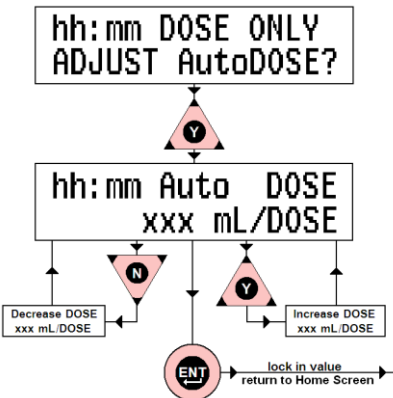 hh:mm DOSE ONLY
ADJUST AutoDOSE?
Y
hh:mm Auto DOSE
xxx mL/DOSE
N
Y
Decrease DOSE
xxx mL/DOSE
Increase DOSE
xxx mL/DOSE
ENT
lock in value
return to Home Screen